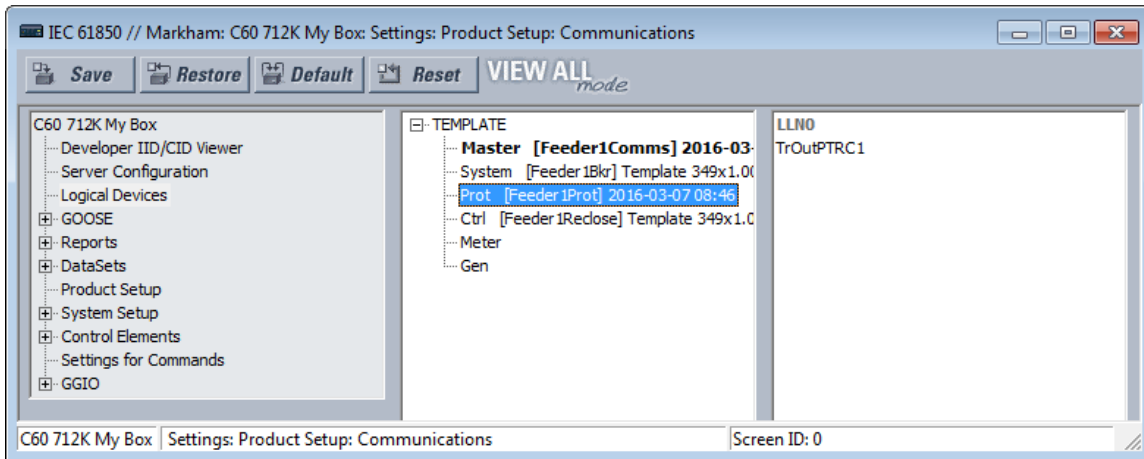 IEC 61850 // Markham: C60 712K My Box: Settings: Product Setup: Communications
Save Restore Default Reset VIEW ALL mode
C60 712K My Box
Developer IID/CID Viewer
Server Configuration
Logical Devices
GOOSE
Reports
DataSets
Product Setup
System Setup
Control Elements
Settings for Commands
GGIO
TEMPLATE
Master [Feeder1Comms] 2016-03-
System [Feeder1Bkr] Template 349x1.00
Prot [Feeder1Prot] 2016-03-07 08:46
Ctrl [Feeder1Reclose] Template 349x1.0
Meter
Gen
LLN0
TrOutPTRC1
C60 712K My Box Settings: Product Setup: Communications Screen ID: 0